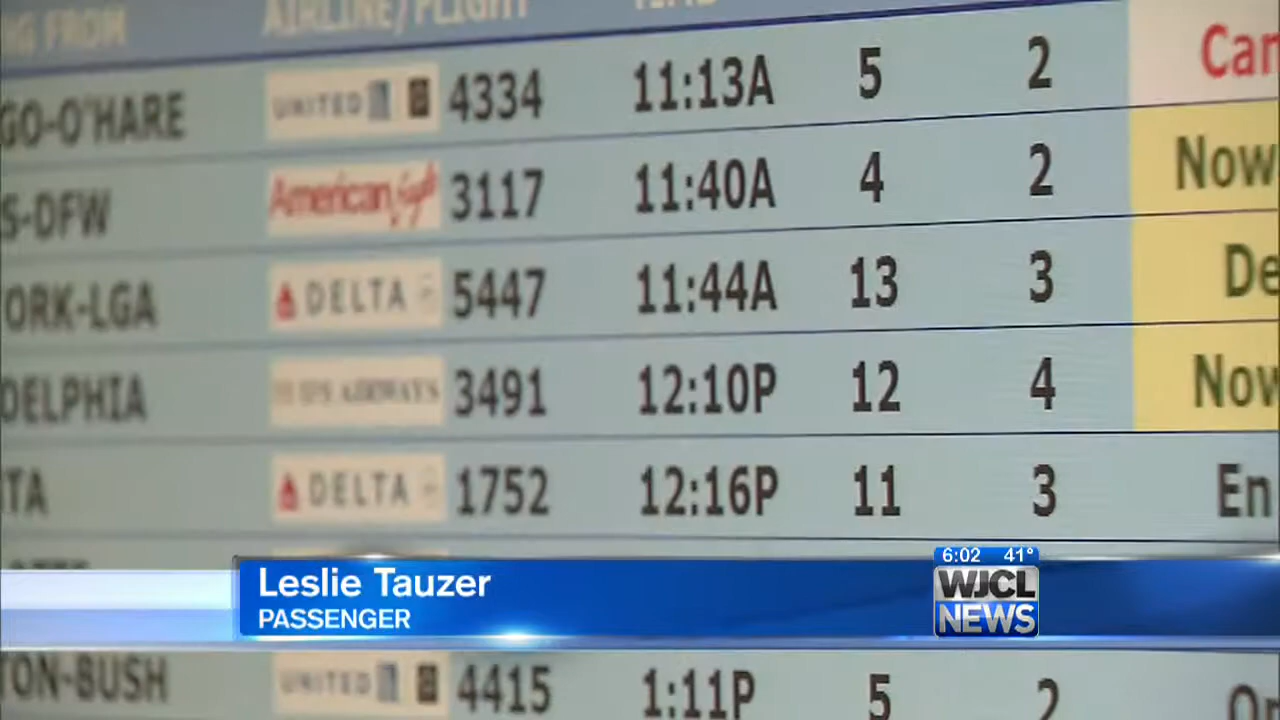 G FROM AIRLINE/FLIGHT TIME
GO-O'HARE UNITED 4334 11:13A 5 2 Can
S-DFW American Eagle 3117 11:40A 4 2 Now
ORK-LGA DELTA 5447 11:44A 13 3 De
DELPHIA US AIRWAYS 3491 12:10P 12 4 Now
TA DELTA 1752 12:16P 11 3 En
Leslie Tauzer
PASSENGER
6:02 41°
WJCL
NEWS
TON-BUSH UNITED 4415 1:11P 5 2 On